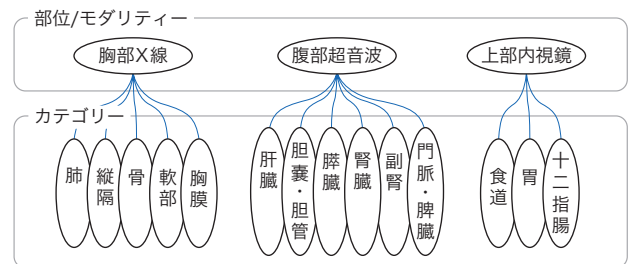 部位/モダリティー
胸部X線
腹部超音波
上部内視鏡
カテゴリー
肺
縦隔
骨
軟部
胸膜
肝臓
胆嚢・胆管
膵臓
腎臓
副腎
門脈・脾臓
食道
胃
十二指腸